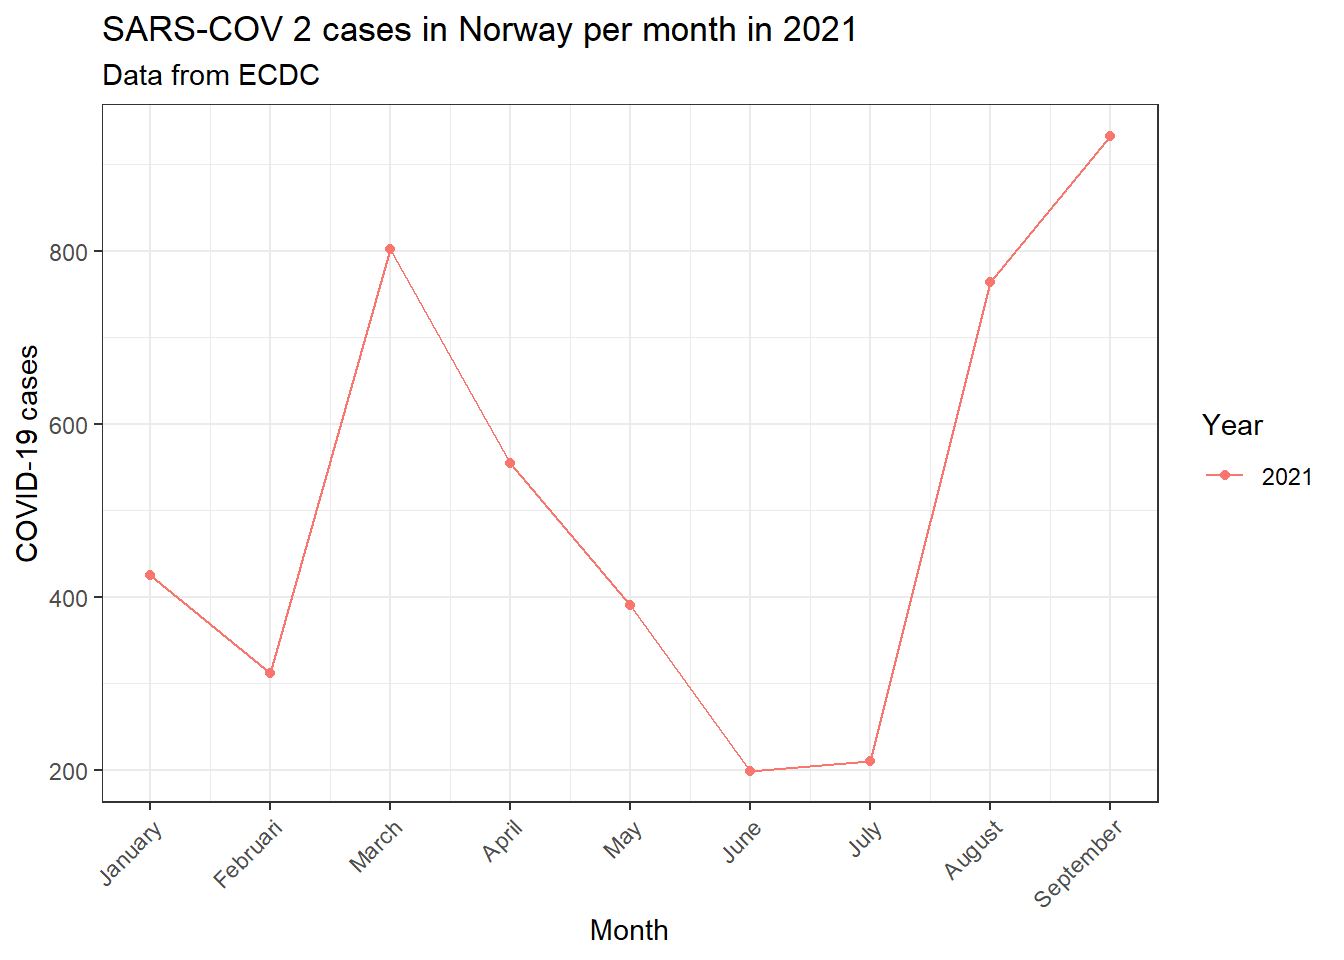 SARS-COV 2 cases in Norway per month in 2021
Data from ECDC
COVID-19 cases
800
600
400
200
January
Februari
March
April
May
June
July
August
September
Month
Year
2021